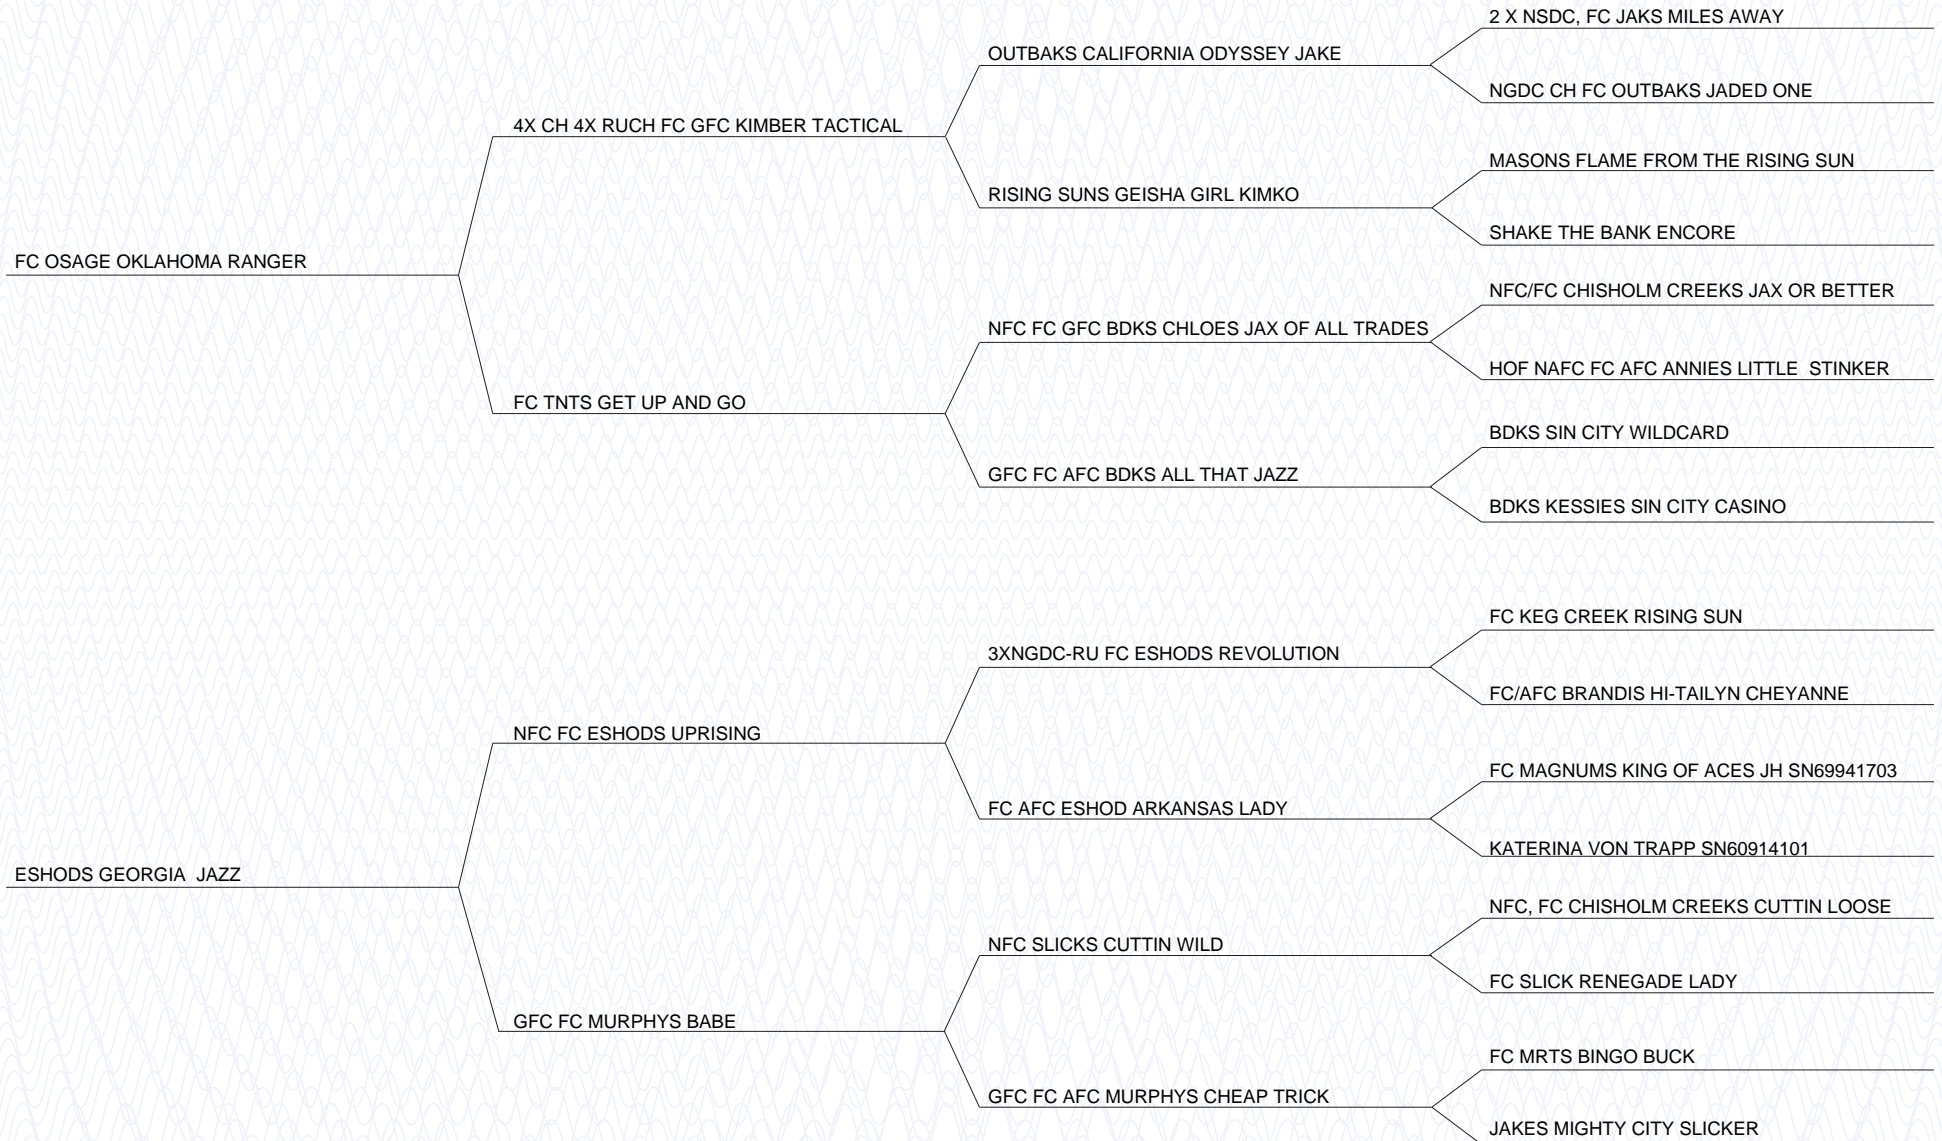 2 X NSDC, FC JAKS MILES AWAY
OUTBAKS CALIFORNIA ODYSSEY JAKE
NGDC CH FC OUTBAKS JADED ONE
4X CH 4X RUCH FC GFC KIMBER TACTICAL
MASONS FLAME FROM THE RISING SUN
RISING SUNS GEISHA GIRL KIMKO
SHAKE THE BANK ENCORE
FC OSAGE OKLAHOMA RANGER
NFC/FC CHISHOLM CREEKS JAX OR BETTER
NFC FC GFC BDKS CHLOES JAX OF ALL TRADES
HOF NAFC FC AFC ANNIES LITTLE  STINKER
FC TNTS GET UP AND GO
BDKS SIN CITY WILDCARD
GFC FC AFC BDKS ALL THAT JAZZ
BDKS KESSIES SIN CITY CASINO
FC KEG CREEK RISING SUN
3XNGDC-RU FC ESHODS REVOLUTION
FC/AFC BRANDIS HI-TAILYN CHEYANNE
NFC FC ESHODS UPRISING
FC MAGNUMS KING OF ACES JH SN69941703
FC AFC ESHOD ARKANSAS LADY
KATERINA VON TRAPP SN60914101
ESHODS GEORGIA  JAZZ
NFC, FC CHISHOLM CREEKS CUTTIN LOOSE
NFC SLICKS CUTTIN WILD
FC SLICK RENEGADE LADY
GFC FC MURPHYS BABE
FC MRTS BINGO BUCK
GFC FC AFC MURPHYS CHEAP TRICK
JAKES MIGHTY CITY SLICKER